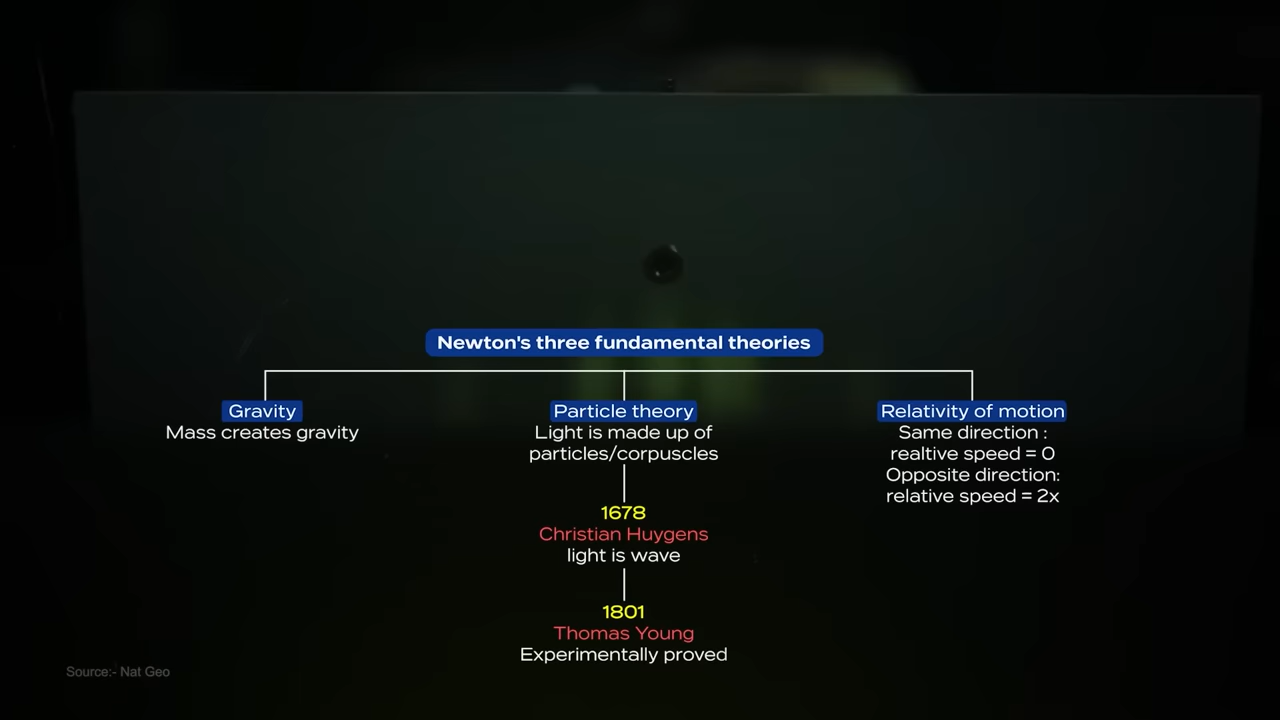 Newton's three fundamental theories
Gravity
Mass creates gravity
Particle theory
Light is made up of
particles/corpuscles
1678
Christian Huygens
light is wave
1801
Thomas Young
Experimentally proved
Relativity of motion
Same direction :
realtive speed = 0
Opposite direction:
relative speed = 2x
Source:- Nat Geo